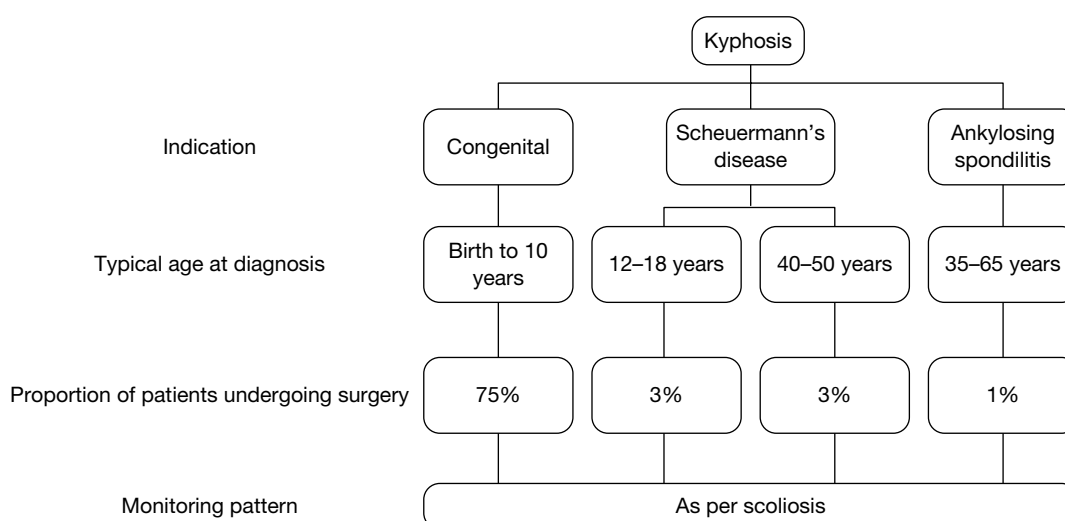 Kyphosis
Indication
Congenital
Scheuermann's
disease
Ankylosing
spondilitis
Typical age at diagnosis
Birth to 10
years
12–18 years
40–50 years
35–65 years
Proportion of patients undergoing surgery
75%
3%
3%
1%
Monitoring pattern
As per scoliosis